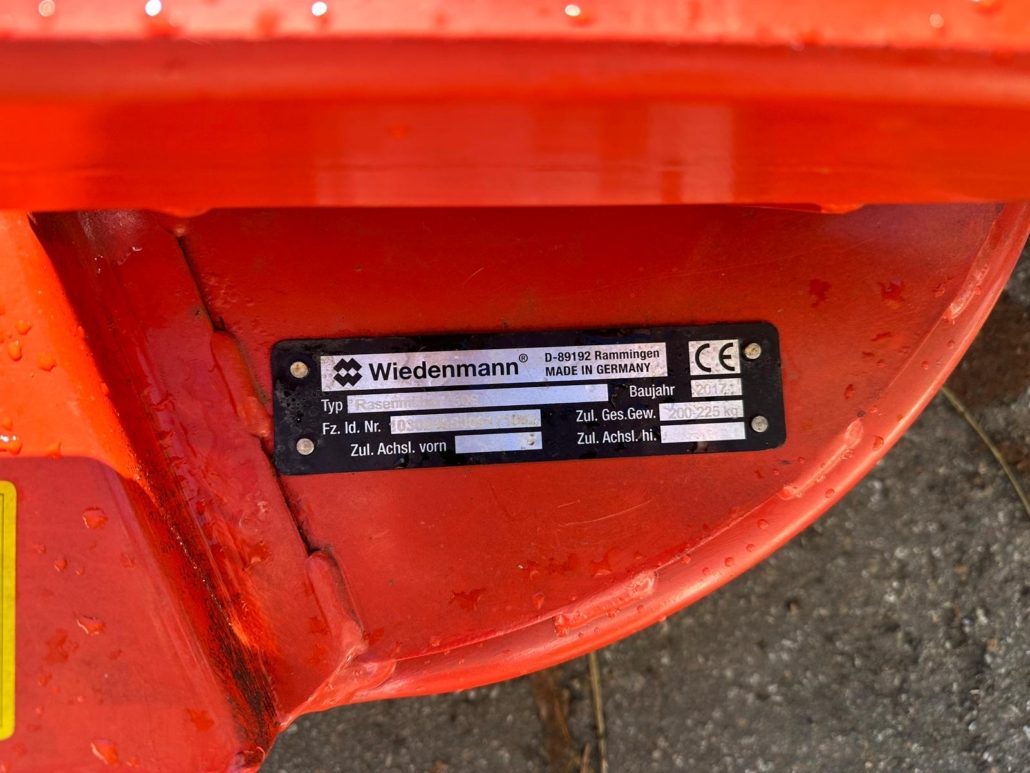 Wiedenmann® D-89192 Rammingen
MADE IN GERMANY
CE
Typ
Baujahr 2017
Fz. Id. Nr.
Zul. Ges.Gew. 200-225 kg
Zul. Achsl. vorn
Zul. Achsl. hi.